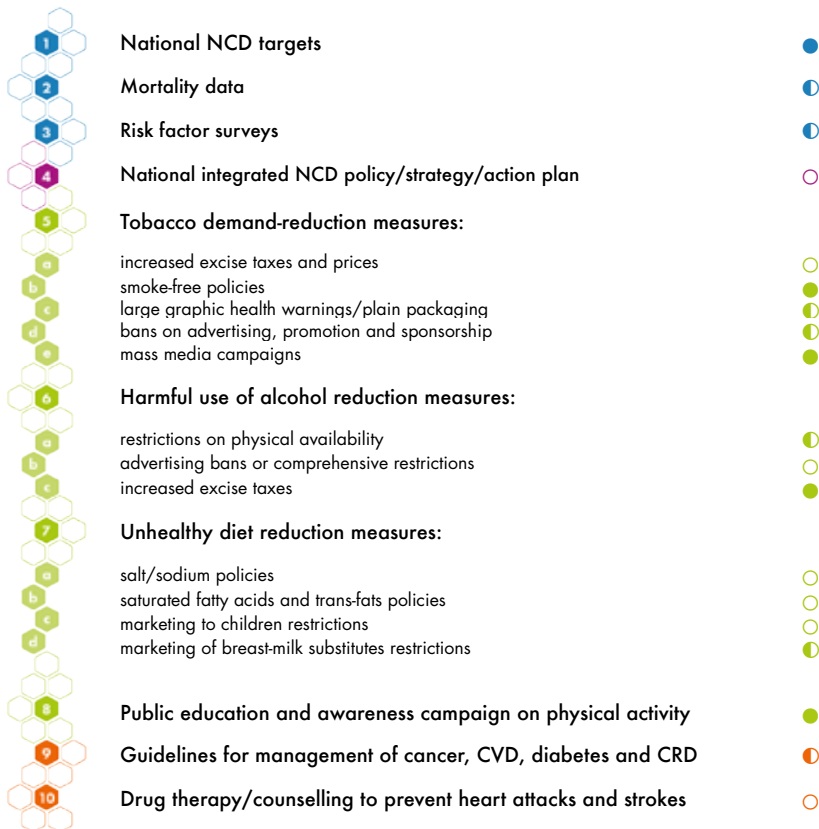 1 National NCD targets
2 Mortality data
3 Risk factor surveys
4 National integrated NCD policy/strategy/action plan
5 Tobacco demand-reduction measures:
a increased excise taxes and prices
b smoke-free policies
c large graphic health warnings/plain packaging
d bans on advertising, promotion and sponsorship
e mass media campaigns
6 Harmful use of alcohol reduction measures:
a restrictions on physical availability
b advertising bans or comprehensive restrictions
c increased excise taxes
7 Unhealthy diet reduction measures:
a salt/sodium policies
b saturated fatty acids and trans-fats policies
c marketing to children restrictions
d marketing of breast-milk substitutes restrictions
8 Public education and awareness campaign on physical activity
9 Guidelines for management of cancer, CVD, diabetes and CRD
10 Drug therapy/counselling to prevent heart attacks and strokes